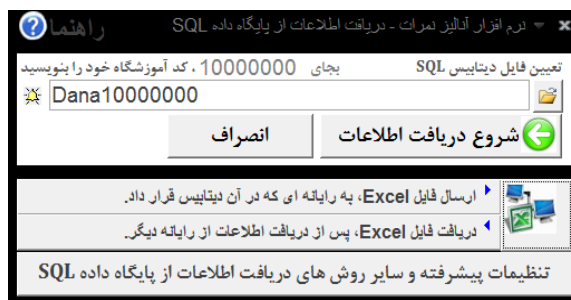 نرم افزار آنالیز نمرات - دریافت اطلاعات از پایگاه داده SQL راهنما
تعیین فایل دیتابیس SQL بجای 10000000 ، کد آموزشگاه خود را بنویسید
Dana10000000
شروع دریافت اطلاعات انصراف
ارسال فایل Excel، به رایانه ای که در آن دیتابیس قرار داد.
دریافت فایل Excel، پس از دریافت اطلاعات از رایانه دیگر.
تنظیمات پیشرفته و سایر روش های دریافت اطلاعات از پایگاه داده SQL